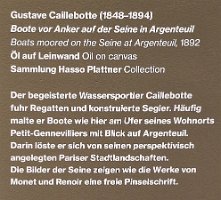 Gustave Caillebotte (1848–1894)
Boote vor Anker auf der Seine in Argenteuil
Boats moored on the Seine at Argenteuil, 1892
Öl auf Leinwand Oil on canvas
Sammlung Hasso Plattner Collection
Der begeisterte Wassersportler Caillebotte
fuhr Regatten und konstruierte Segler. Häufig
malte er Boote wie hier am Ufer seines Wohnorts
Petit-Gennevilliers mit Blick auf Argenteuil.
Darin löste er sich von seinen perspektivisch
angelegten Pariser Stadtlandschaften.
Die Bilder der Seine zeigen wie die Werke von
Monet und Renoir eine freie Pinselschrift.